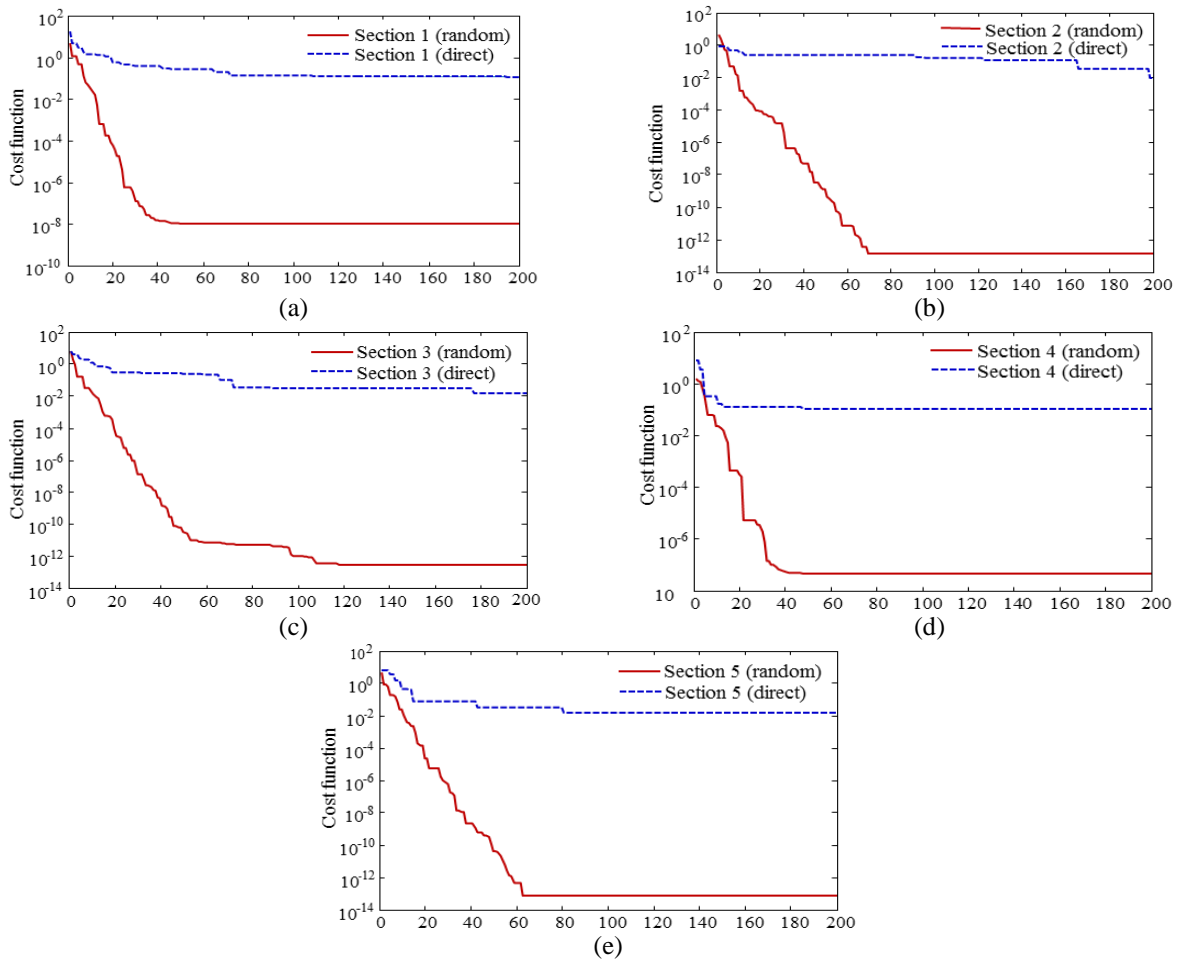 10^2
10^0
10^-2
10^-4
10^-6
10^-8
10^-10
Cost function
Section 1 (random)
Section 1 (direct)
0 20 40 60 80 100 120 140 160 180 200
(a)
10^2
10^0
10^-2
10^-4
10^-6
10^-8
10^-10
10^-12
10^-14
Cost function
Section 2 (random)
Section 2 (direct)
0 20 40 60 80 100 120 140 160 180 200
(b)
10^2
10^0
10^-2
10^-4
10^-6
10^-8
10^-10
10^-12
10^-14
Cost function
Section 3 (random)
Section 3 (direct)
0 20 40 60 80 100 120 140 160 180 200
(c)
10^2
10^0
10^-2
10^-4
10^-6
10
Cost function
Section 4 (random)
Section 4 (direct)
0 20 40 60 80 100 120 140 160 180 200
(d)
10^2
10^0
10^-2
10^-4
10^-6
10^-8
10^-10
10^-12
10^-14
Cost function
Section 5 (random)
Section 5 (direct)
0 20 40 60 80 100 120 140 160 180 200
(e)